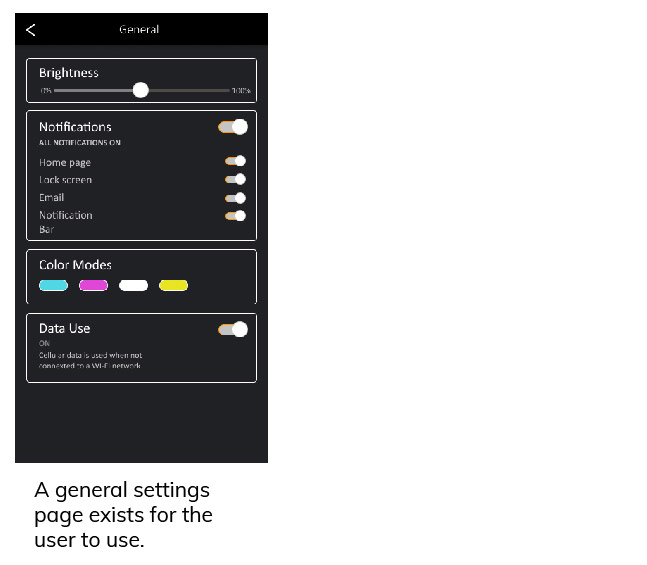 General
Brightness
0% 100%
Notifications
ALL NOTIFICATIONS ON
Home page
Lock screen
Email
Notification
Bar
Color Modes
Data Use
ON
Cellular data is used when not
connexted to a Wi-Fi network
A general settings
page exists for the
user to use.